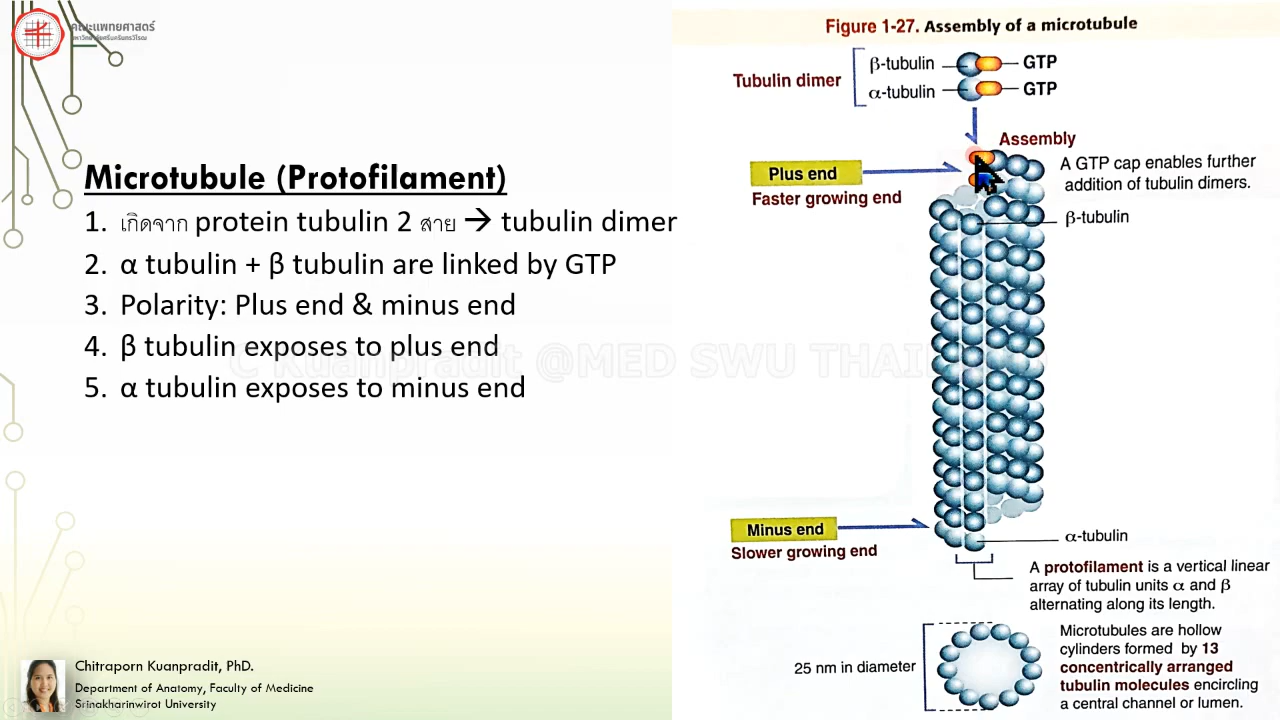 คณะแพทยศาสตร์
มหาวิทยาลัยศรีนครินทรวิโรฒ
Microtubule (Protofilament)
1. เกิดจาก protein tubulin 2 สาย → tubulin dimer
2. α tubulin + β tubulin are linked by GTP
3. Polarity: Plus end & minus end
4. β tubulin exposes to plus end
5. α tubulin exposes to minus end
Chitraporn Kuanpradit, PhD.
Department of Anatomy, Faculty of Medicine
Srinakharinwirot University
Figure 1-27. Assembly of a microtubule
Tubulin dimer
β-tubulin
GTP
α-tubulin
GTP
Assembly
Plus end
Faster growing end
A GTP cap enables further
addition of tubulin dimers.
β-tubulin
C Kuanpradit @MED SWU THAI
Minus end
Slower growing end
α-tubulin
A protofilament is a vertical linear
array of tubulin units α and β
alternating along its length.
25 nm in diameter
Microtubules are hollow
cylinders formed by 13
concentrically arranged
tubulin molecules encircling
a central channel or lumen.